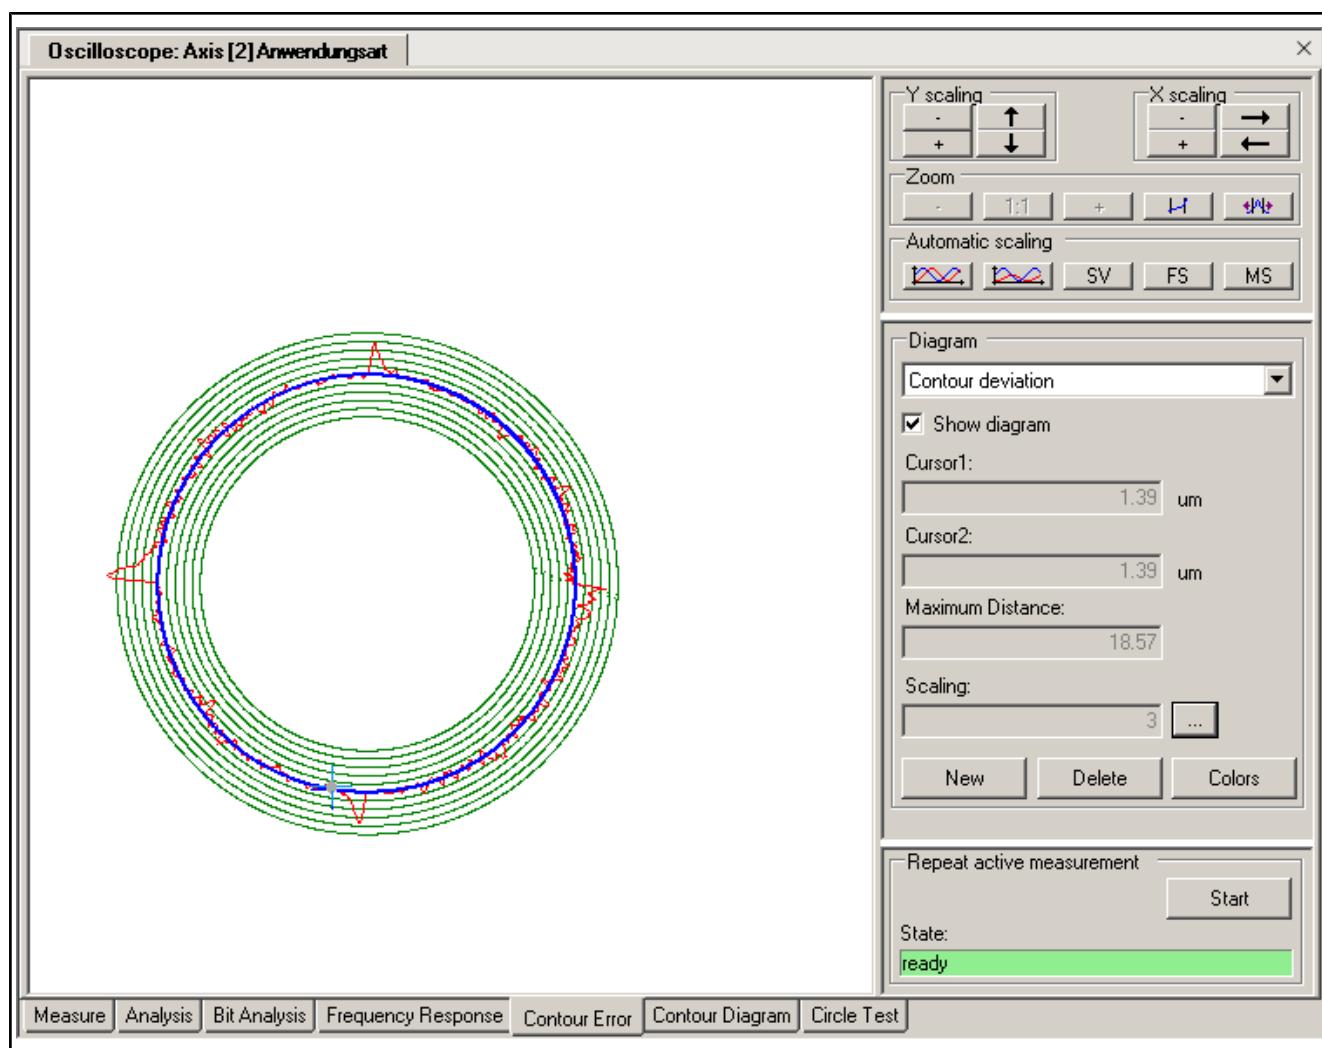 Oscilloscope: Axis [2] Anwendungsart
Y scaling
-
+
X scaling
-
+
Zoom
-
1:1
+
Automatic scaling
SV
FS
MS
Diagram
Contour deviation
Show diagram
Cursor1:
1.39 um
Cursor2:
1.39 um
Maximum Distance:
18.57
Scaling:
3 ...
New Delete Colors
Repeat active measurement
Start
State:
ready
Measure Analysis Bit Analysis Frequency Response Contour Error Contour Diagram Circle Test